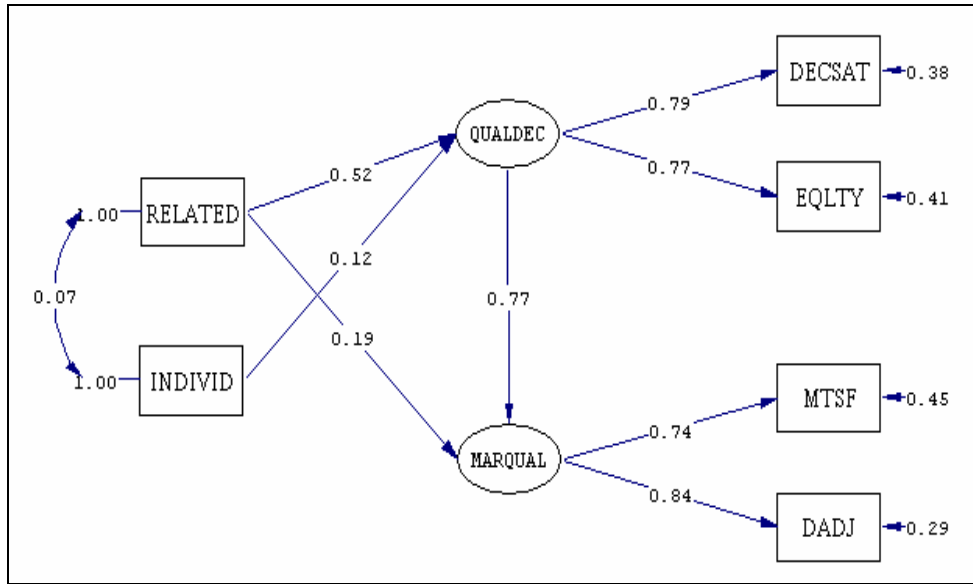 DECSAT
0.38
0.79
QUALDEC
0.52
0.77
EQLTY
0.41
1.00
RELATED
0.12
0.07
0.77
0.19
1.00
INDIVID
MTSF
0.45
0.74
MARQUAL
0.84
DADJ
0.29